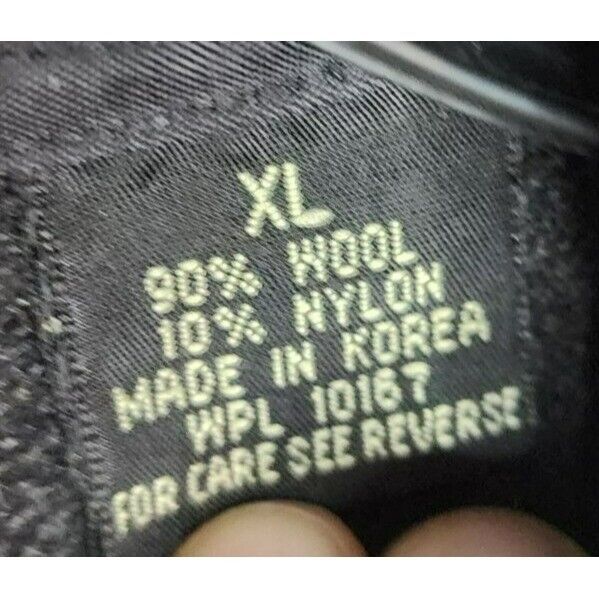 XL
90% WOOL
10% NYLON
MADE IN KOREA
WPL 10167
FOR CARE SEE REVERSE